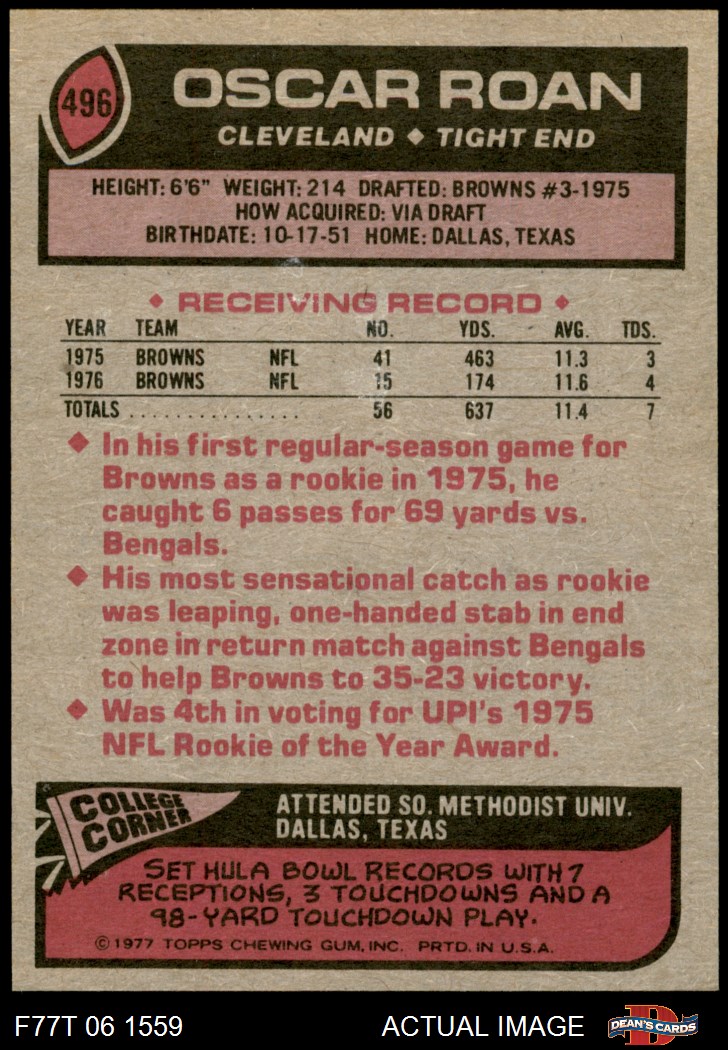 496
OSCAR ROAN
CLEVELAND ♦ TIGHT END
HEIGHT: 6'6" WEIGHT: 214 DRAFTED: BROWNS #3-1975
HOW ACQUIRED: VIA DRAFT
BIRTHDATE: 10-17-51 HOME: DALLAS, TEXAS
♦ RECEIVING RECORD ♦
YEAR TEAM NO. YDS. AVG. TDS.
1975 BROWNS NFL 41 463 11.3 3
1976 BROWNS NFL 15 174 11.6 4
TOTALS ................ 56 637 11.4 7
♦ In his first regular-season game for
Browns as a rookie in 1975, he
caught 6 passes for 69 yards vs.
Bengals.
♦ His most sensational catch as rookie
was leaping, one-handed stab in end
zone in return match against Bengals
to help Browns to 35-23 victory.
♦ Was 4th in voting for UPI's 1975
NFL Rookie of the Year Award.
COLLEGE
CORNER
ATTENDED SO. METHODIST UNIV.
DALLAS, TEXAS
SET HULA BOWL RECORDS WITH 7
RECEPTIONS, 3 TOUCHDOWNS AND A
98-YARD TOUCHDOWN PLAY.
© 1977 TOPPS CHEWING GUM, INC. PRTD. IN U.S.A.
F77T 06 1559 ACTUAL IMAGE D DEAN'S CARDS